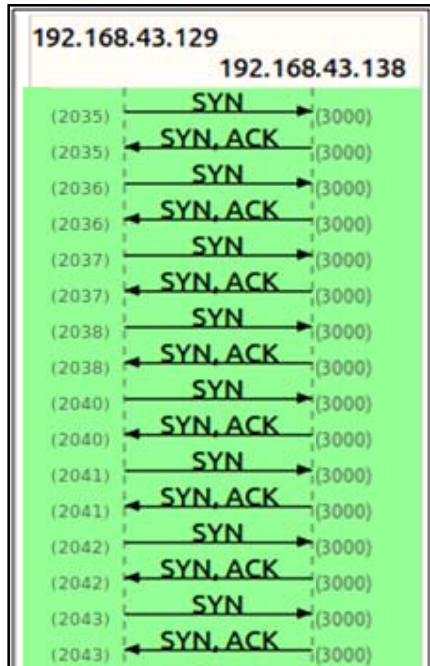 192.168.43.129
192.168.43.138
SYN
(2035) (3000)
SYN, ACK
(2035) (3000)
SYN
(2036) (3000)
SYN, ACK
(2036) (3000)
SYN
(2037) (3000)
SYN, ACK
(2037) (3000)
SYN
(2038) (3000)
SYN, ACK
(2038) (3000)
SYN
(2040) (3000)
SYN, ACK
(2040) (3000)
SYN
(2041) (3000)
SYN, ACK
(2041) (3000)
SYN
(2042) (3000)
SYN, ACK
(2042) (3000)
SYN
(2043) (3000)
SYN, ACK
(2043) (3000)